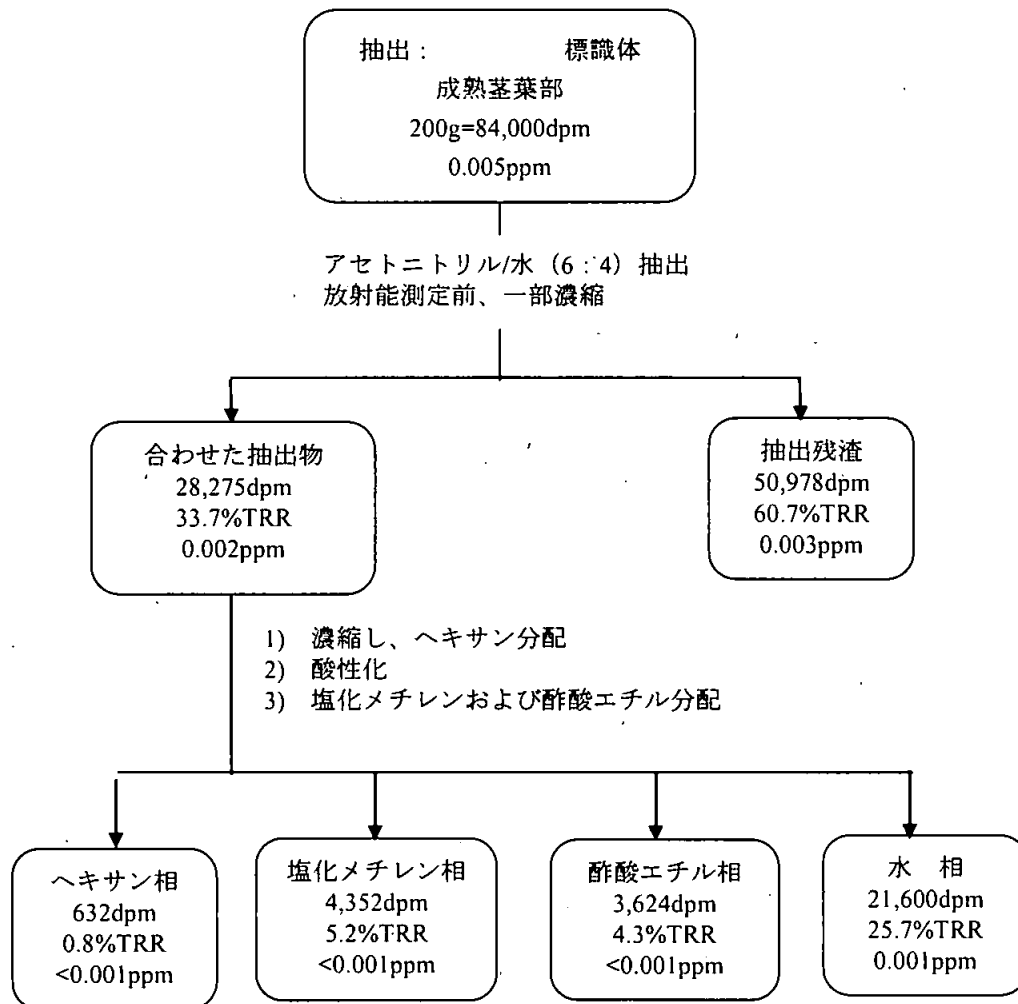 抽出： 標識体
成熟茎葉部
200g=84,000dpm
0.005ppm
アセトニトリル/水（6：4）抽出
放射能測定前、一部濃縮
合わせた抽出物
28,275dpm
33.7%TRR
0.002ppm
抽出残渣
50,978dpm
60.7%TRR
0.003ppm
1) 濃縮し、ヘキサン分配
2) 酸性化
3) 塩化メチレンおよび酢酸エチル分配
ヘキサン相
632dpm
0.8%TRR
<0.001ppm
塩化メチレン相
4,352dpm
5.2%TRR
<0.001ppm
酢酸エチル相
3,624dpm
4.3%TRR
<0.001ppm
水 相
21,600dpm
25.7%TRR
0.001ppm